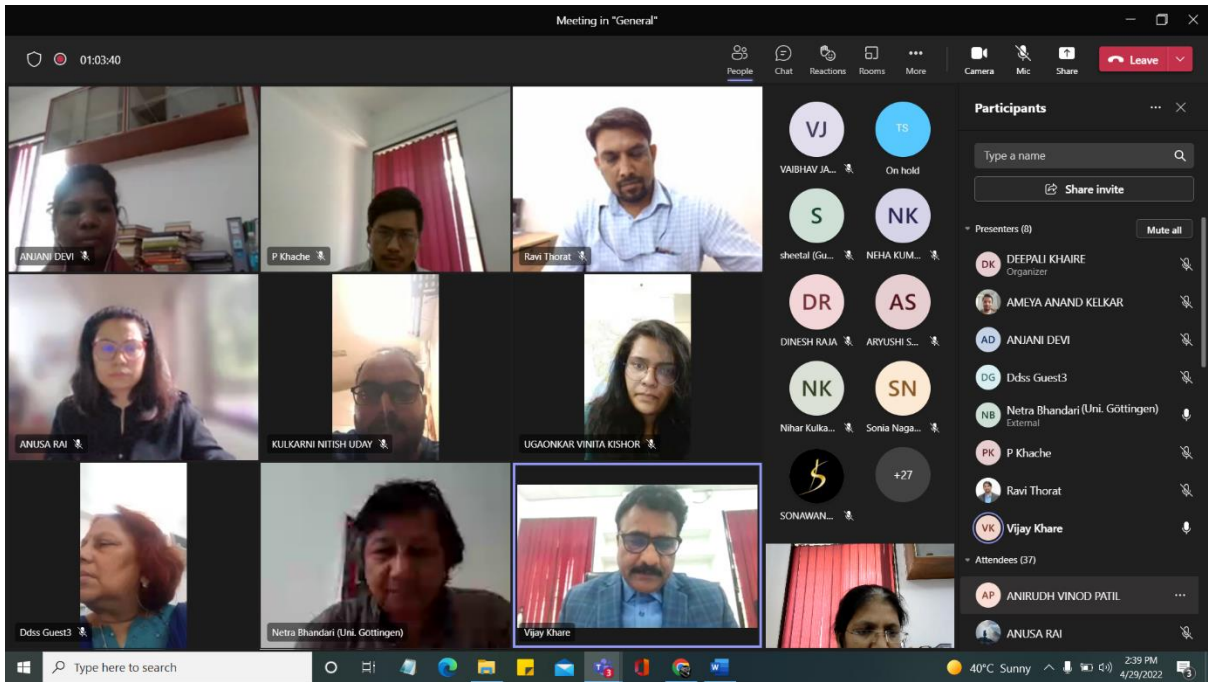 Meeting in "General"
01:03:40
People
Chat
Reactions
Rooms
More
Camera
Mic
Share
Leave
ANJANI DEVI
P Khache
Ravi Thorat
ANUSA RAI
KULKARNI NITISH UDAY
UGAONKAR VINITA KISHOR
Ddss Guest3
Netra Bhandari (Uni. Göttingen)
Vijay Khare
VJ
VAIBHAV JA...
TS
On hold
S
sheetal (Gu...
NK
NEHA KUM...
DR
DINESH RAJA
AS
ARYUSHI S...
NK
Nihar Kulka...
SN
Sonia Naga...
S
SONAWAN...
+27
Participants
Type a name
Share invite
Presenters (8)
Mute all
DK
DEEPALI KHAIRE
Organizer
AMEYA ANAND KELKAR
AD
ANJANI DEVI
DG
Ddss Guest3
NB
Netra Bhandari (Uni. Göttingen)
External
PK
P Khache
Ravi Thorat
VK
Vijay Khare
Attendees (37)
AP
ANIRUDH VINOD PATIL
ANUSA RAI
Type here to search
40°C Sunny
2:39 PM
4/29/2022